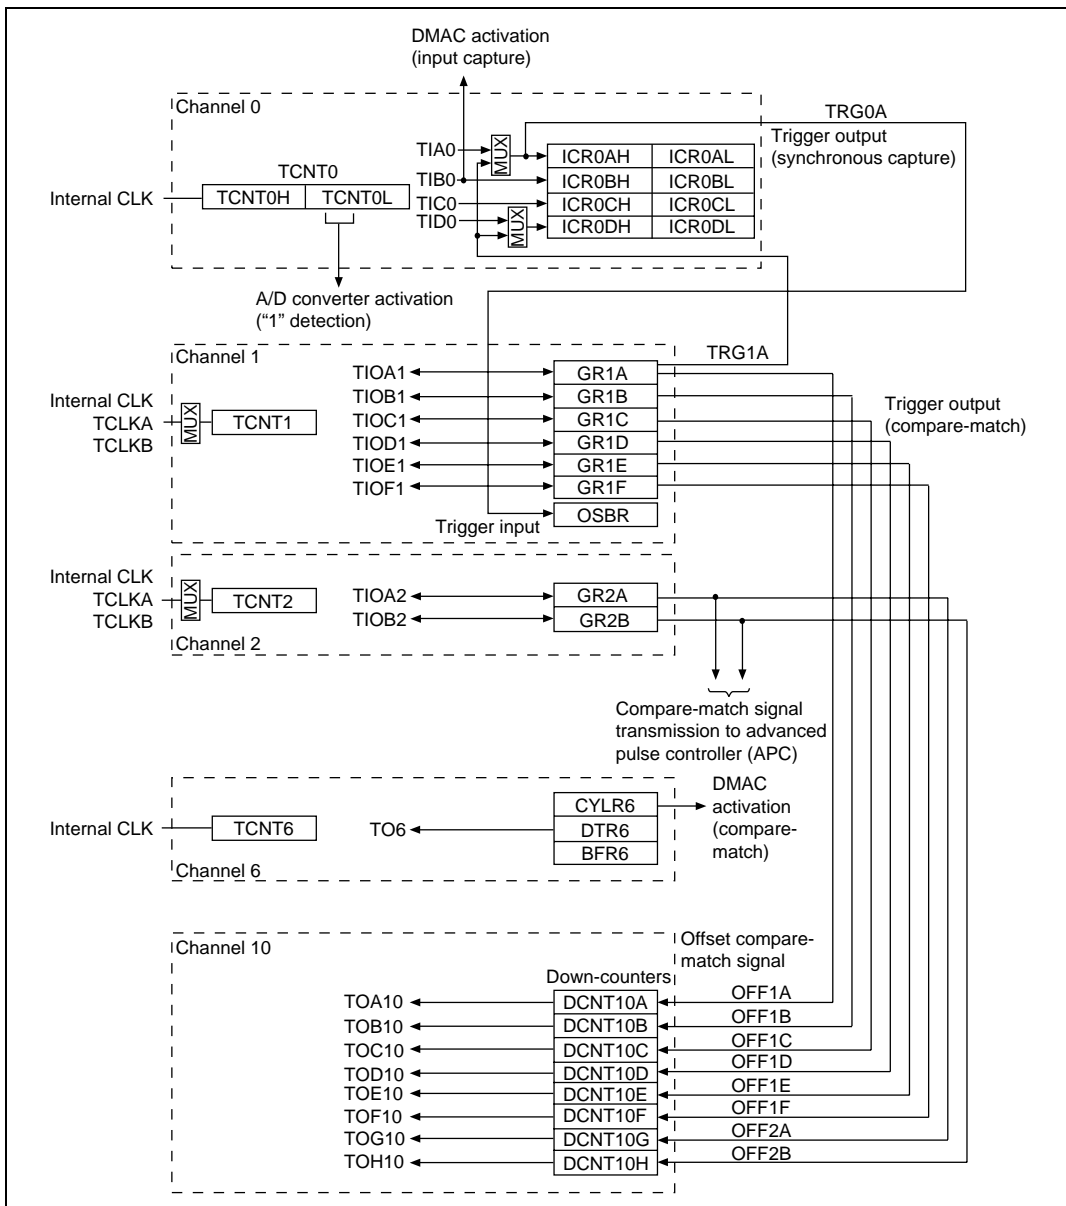 DMAC activation
(input capture)
Channel 0
TRG0A
Trigger output
(synchronous capture)
TIA0
MUX
ICR0AH ICR0AL
TCNT0
TIB0
ICR0BH ICR0BL
Internal CLK
TCNT0H TCNT0L
TIC0
ICR0CH ICR0CL
TID0
MUX
ICR0DH ICR0DL
A/D converter activation
(“1” detection)
Channel 1
TRG1A
TIOA1 GR1A
TIOB1 GR1B
Internal CLK
TCLKA
TCLKB
MUX
TCNT1
TIOC1 GR1C
TIOD1 GR1D
TIOE1 GR1E
TIOF1 GR1F
Trigger output
(compare-match)
Trigger input
OSBR
Internal CLK
TCLKA
TCLKB
MUX
TCNT2
TIOA2 GR2A
TIOB2 GR2B
Channel 2
Compare-match signal
transmission to advanced
pulse controller (APC)
Internal CLK
TCNT6
TO6
CYLR6
DTR6
BFR6
DMAC
activation
(compare-
match)
Channel 6
Channel 10
Offset compare-
match signal
Down-counters
TOA10 DCNT10A OFF1A
TOB10 DCNT10B OFF1B
TOC10 DCNT10C OFF1C
TOD10 DCNT10D OFF1D
TOE10 DCNT10E OFF1E
TOF10 DCNT10F OFF1F
TOG10 DCNT10G OFF2A
TOH10 DCNT10H OFF2B